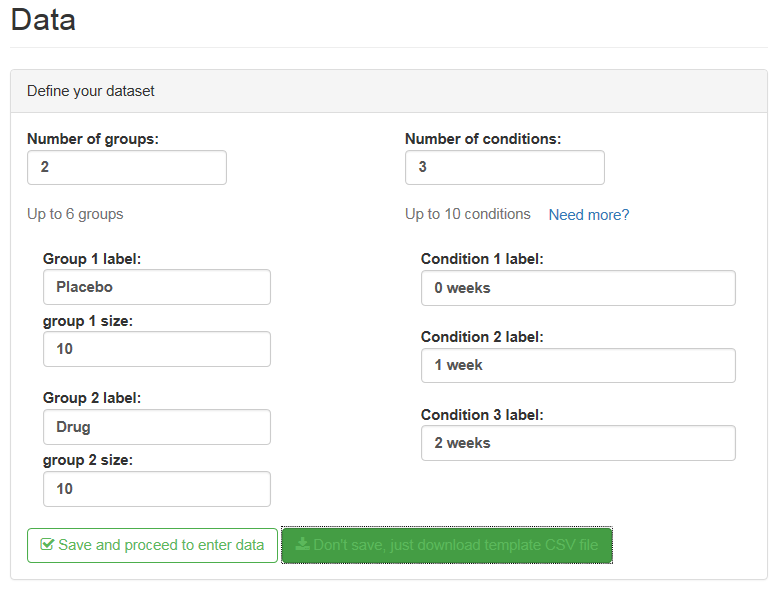 Data
Define your dataset
Number of groups:
2
Up to 6 groups
Group 1 label:
Placebo
group 1 size:
10
Group 2 label:
Drug
group 2 size:
10
Number of conditions:
3
Up to 10 conditions Need more?
Condition 1 label:
0 weeks
Condition 2 label:
1 week
Condition 3 label:
2 weeks
Save and proceed to enter data
Don't save, just download template CSV file